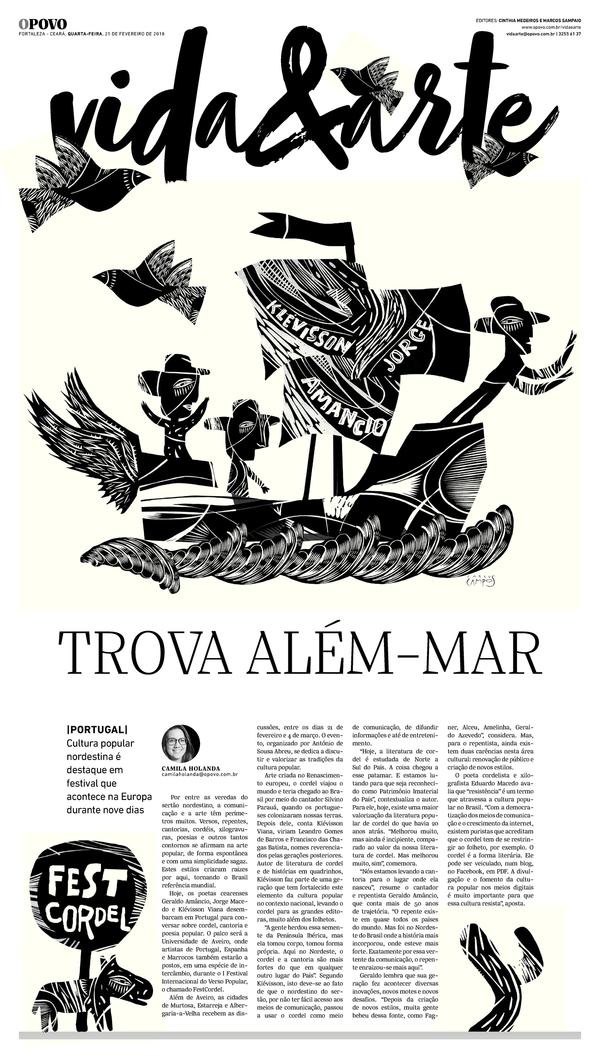 OPOVO
FORTALEZA - CEARÁ, QUARTA-FEIRA, 21 DE FEVEREIRO DE 2018
EDITORES: CINTHIA MEDEIROS E MARCOS SAMPAIO
www.opovo.com.br/vidaearte
vidaarte@opovo.com.br | 3255 61 37
vida&arte
KLEVISSON
JORGE
AMANCIO
CAMPOS
TROVA ALÉM-MAR
|PORTUGAL|
Cultura popular
nordestina é
destaque em
festival que
acontece na Europa
durante nove dias
FEST
CORDEL
CAMILA HOLANDA
camilaholanda@opovo.com.br
Por entre as veredas do
sertão nordestino, a comuni-
cação e a arte têm períme-
tros muitos. Versos, repentes,
cantorias, cordéis, xilogravu-
ras, poesias e outros tantos
contornos se afirmam na arte
popular, de forma espontânea
e com uma simplicidade sagaz.
Estes estilos criaram raízes
por aqui, tornando o Brasil
referência mundial.
Hoje, os poetas cearenses
Geraldo Amâncio, Jorge Mace-
do e Klévisson Viana desem-
barcam em Portugal para con-
versar sobre cordel, cantoria e
poesia popular. O palco será a
Universidade de Aveiro, onde
artistas de Portugal, Espanha
e Marrocos também estarão a
postos, em uma espécie de in-
tercâmbio, durante o I Festival
Internacional do Verso Popular,
o chamado FestCordel.
Além de Aveiro, as cidades
de Murtosa, Estarreja e Alber-
garia-a-Velha recebem as dis-
cussões, entre os dias 21 de
fevereiro e 4 de março. O even-
to, organizado por António de
Sousa Abreu, se dedica a discu-
tir e valorizar as tradições da
cultura popular.
Arte criada no Renascimen-
to europeu, o cordel viajou o
mundo e teria chegado ao Bra-
sil por meio do cantador Silvino
Pirauá, quando os portugue-
ses colonizaram nossas terras.
Depois dele, conta Klévisson
Viana, viriam Leandro Gomes
de Barros e Francisco das Cha-
gas Batista, nomes reverencia-
dos pelas gerações posteriores.
Autor de literatura de cordel
e de histórias em quadrinhos,
Klévisson faz parte de uma ge-
ração que tem fortalecido este
elemento da cultura popular
no contexto nacional, levando o
cordel para as grandes edito-
ras, muito além dos folhetos.
"A gente herdou essa semen-
te da Península Ibérica, mas
ela tomou corpo, tomou forma
própria. Aqui no Nordeste, o
cordel e a cantoria são mais
fortes do que em qualquer
outro lugar do País". Segundo
Klévisson, isto deve-se ao fato
de que o nordestino do ser-
tão, por não ter fácil acesso aos
meios de comunicação, passou
a usar o cordel como meio
de comunicação, de difundir
informações e até de entreteni-
mento.
"Hoje, a literatura de cor-
del é estudada de Norte a
Sul do País. A coisa chegou a
esse patamar. E estamos lu-
tando para que seja reconheci-
do como Patrimônio Imaterial
do País", contextualiza o autor.
Para ele, hoje, existe uma maior
valorização da literatura popu-
lar de cordel do que havia os
anos atrás. "Melhorou muito,
mas ainda é incipiente, compa-
rado ao valor da nossa literatu-
ra de cordel. Mas melhorou
muito, sim", comemora.
"Nós estamos levando a can-
toria para o lugar onde ela
nasceu", resume o cantador
e repentista Geraldo Amâncio,
que conta mais de 50 anos
de trajetória. "O repente exis-
te em quase todos os países
do mundo. Mas foi no Nordes-
te do Brasil onde a história mais
incorporou, onde esteve mais
forte. Exatamente por essa ver-
tente da comunicação, o repen-
te enraizou-se mais aqui".
Geraldo lembra que sua ge-
ração fez acontecer diversas
inovações, novos motes e novos
desafios. "Depois da criação
de novos estilos, muita gente
bebeu dessa fonte, como Fag-
ner, Alceu, Amelinha, Geral-
do Azevedo", considera. Mas,
para o repentista, ainda exis-
tem duas carências nesta área
cultural: renovação de público e
criação de novos estilos.
O poeta cordelista e xilo-
grafista Eduardo Macedo ava-
lia que "resistência" é um termo
que atravessa a cultura popu-
lar no Brasil. "Com a democra-
tização dos meios de comunica-
ção e o crescimento da internet,
existem puristas que acreditam
que o cordel tem de se restrin-
gir ao folheto, por exemplo. O
cordel é a forma literária. Ele
pode ser veiculado, num blog,
no Facebook, em PDF. A divul-
gação e o fomento da cultu-
ra popular nos meios digitais
é muito importante para que
essa cultura resista", aposta.